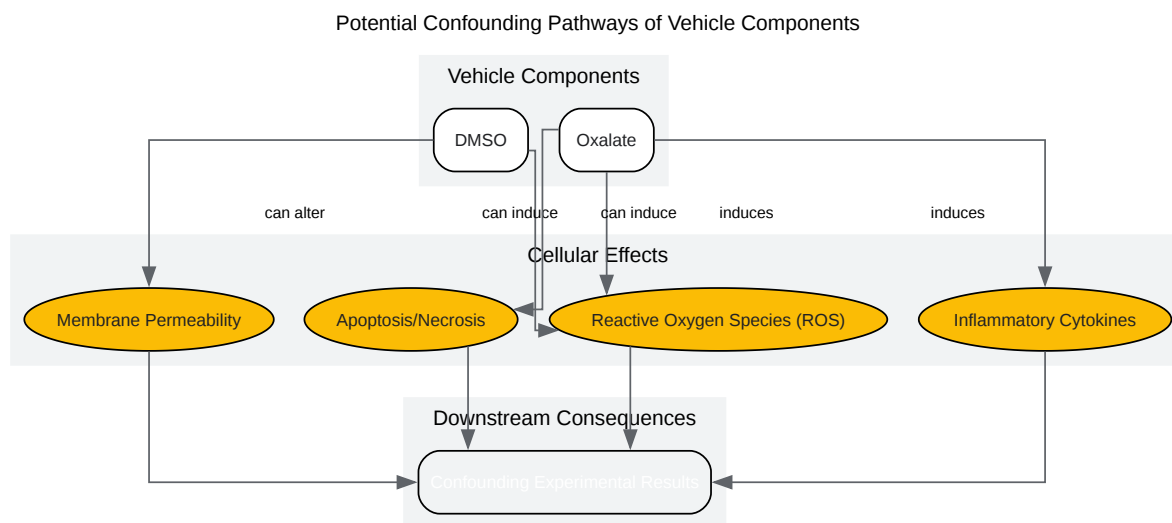 Potential Confounding Pathways of Vehicle Components
Vehicle Components
DMSO
Oxalate
can alter
can induce
can induce
induces
induces
Cellular Effects
Membrane Permeability
Apoptosis/Necrosis
Reactive Oxygen Species (ROS)
Inflammatory Cytokines
Downstream Consequences
Confounding Experimental Results